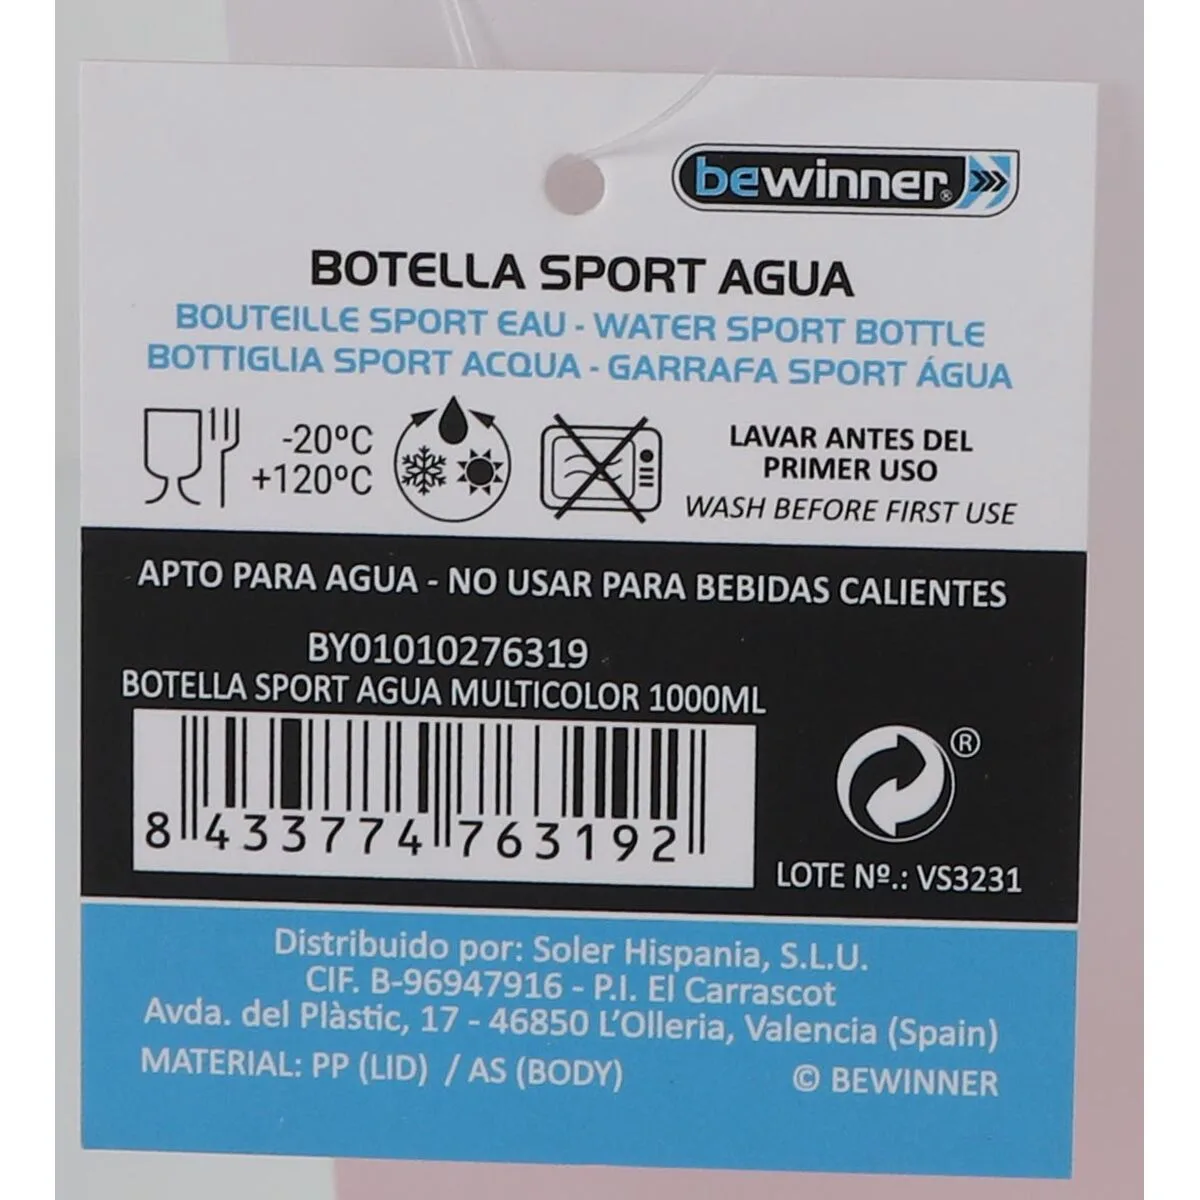 bewinner®
BOTELLA SPORT AGUA
BOUTEILLE SPORT EAU - WATER SPORT BOTTLE
BOTTIGLIA SPORT ACQUA - GARRAFA SPORT ÁGUA
-20ºC
+120ºC
LAVAR ANTES DEL
PRIMER USO
WASH BEFORE FIRST USE
APTO PARA AGUA - NO USAR PARA BEBIDAS CALIENTES
BY01010276319
BOTELLA SPORT AGUA MULTICOLOR 1000ML
8 433774 763192
®
LOTE Nº.: VS3231
Distribuido por: Soler Hispania, S.L.U.
CIF. B-96947916 - P.I. El Carrascot
Avda. del Plàstic, 17 - 46850 L'Olleria, Valencia (Spain)
MATERIAL: PP (LID) / AS (BODY)
© BEWINNER